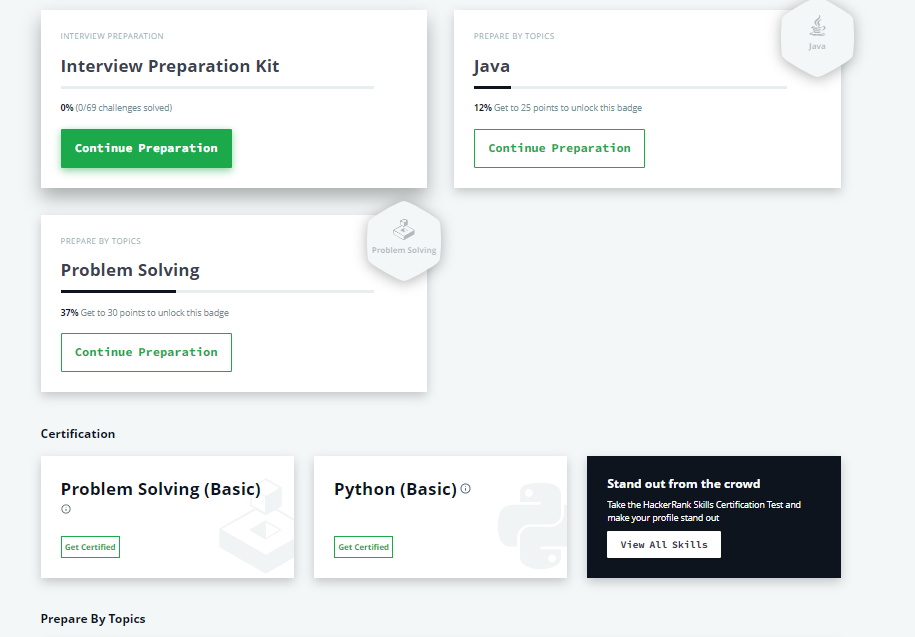 INTERVIEW PREPARATION
Interview Preparation Kit
0% (0/69 challenges solved)
Continue Preparation
PREPARE BY TOPICS
Java
Java
12% Get to 25 points to unlock this badge
Continue Preparation
PREPARE BY TOPICS
Problem Solving
Problem Solving
37% Get to 30 points to unlock this badge
Continue Preparation
Certification
Problem Solving (Basic)
Get Certified
Python (Basic)
Get Certified
Stand out from the crowd
Take the HackerRank Skills Certification Test and
make your profile stand out
View All Skills
Prepare By Topics